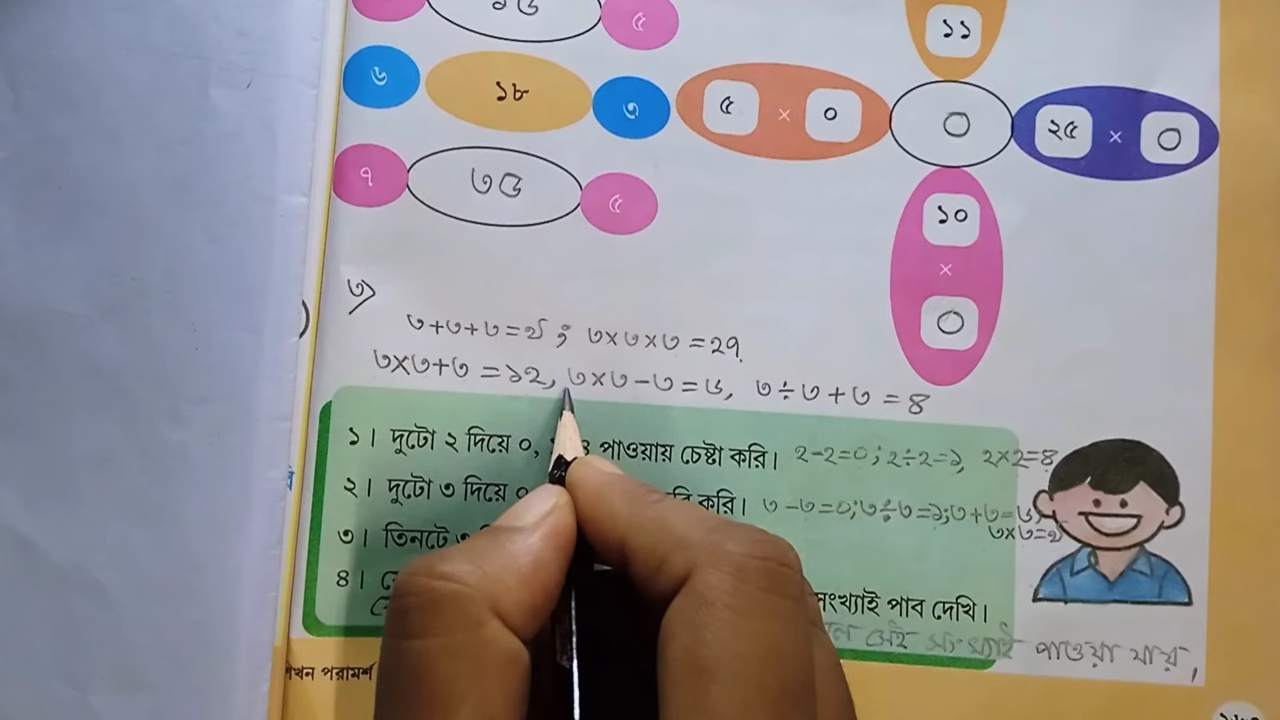 ৫
১১
৬ ১৮ ৩
৫ × ০
০
২৫ × ০
৭ ৩৫ ৫
১০
×
০
৩)
৩+৩+৩=৯ ; ৩×৩×৩=২৭
৩×৩+৩=১২, ৩×৩-৩=৬, ৩÷৩+৩=৪
১। দুটো ২ দিয়ে ০, পাওয়ায় চেষ্টা করি। ২-২=০; ২÷২=১, ২×২=৪
২। দুটো ৩ দিয়ে করি। ৩-৩=০; ৩÷৩=১; ৩+৩=৬,
৩×৩=৯
৩। তিনটে
৪। সংখ্যাই পাব দেখি।
সেই সংখ্যাই পাওয়া যায়,
পরামর্শ